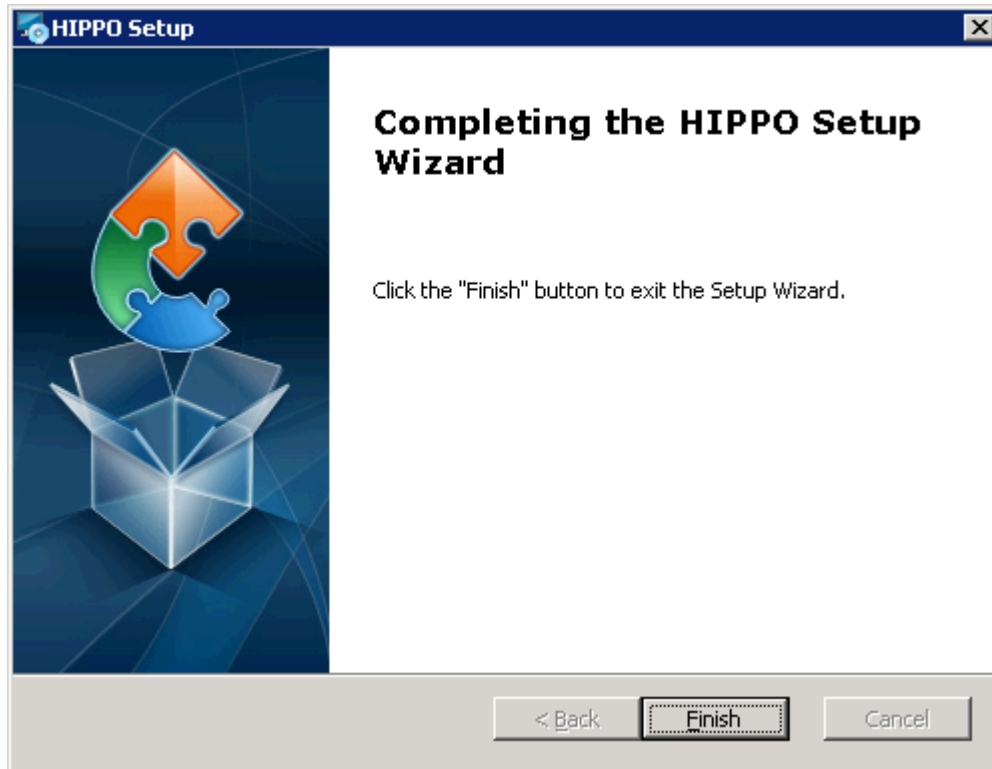 HIPPO Setup
Completing the HIPPO Setup
Wizard
Click the "Finish" button to exit the Setup Wizard.
< Back
Finish
Cancel